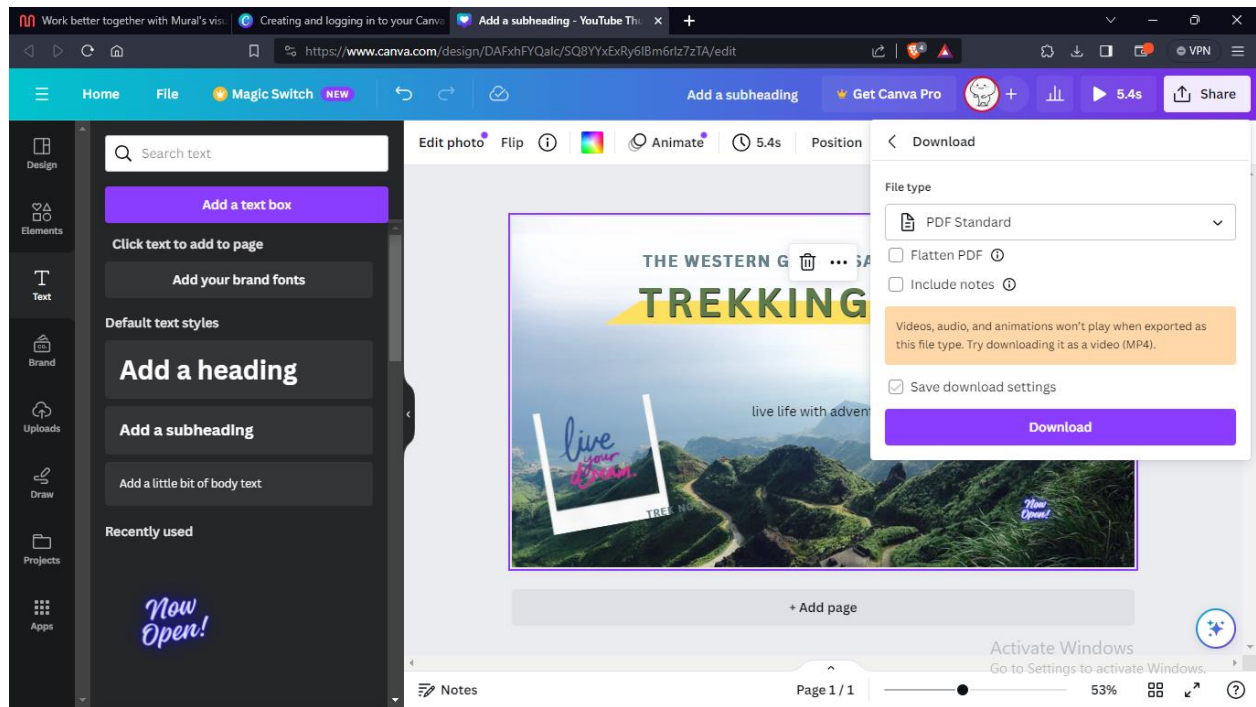 Work better together with Mural's visu
Creating and logging in to your Canva
Add a subheading - YouTube Thu
https://www.canva.com/design/DAFxhFYQalc/SQ8YYxExRy6IBm6rIz7zTA/edit
VPN
Home
File
Magic Switch NEW
Add a subheading
Get Canva Pro
5.4s
Share
Design
Elements
Text
Brand
Uploads
Draw
Projects
Apps
Search text
Add a text box
Click text to add to page
Add your brand fonts
Default text styles
Add a heading
Add a subheading
Add a little bit of body text
Recently used
Now
Open!
Edit photo Flip Animate 5.4s Position
THE WESTERN G
TREKKING
live life with adven
live
your
dream.
TREK NO
Now
Open!
+ Add page
Download
File type
PDF Standard
Flatten PDF
Include notes
Videos, audio, and animations won't play when exported as
this file type. Try downloading it as a video (MP4).
Save download settings
Download
Activate Windows
Go to Settings to activate Windows.
Notes
Page 1 / 1
53%